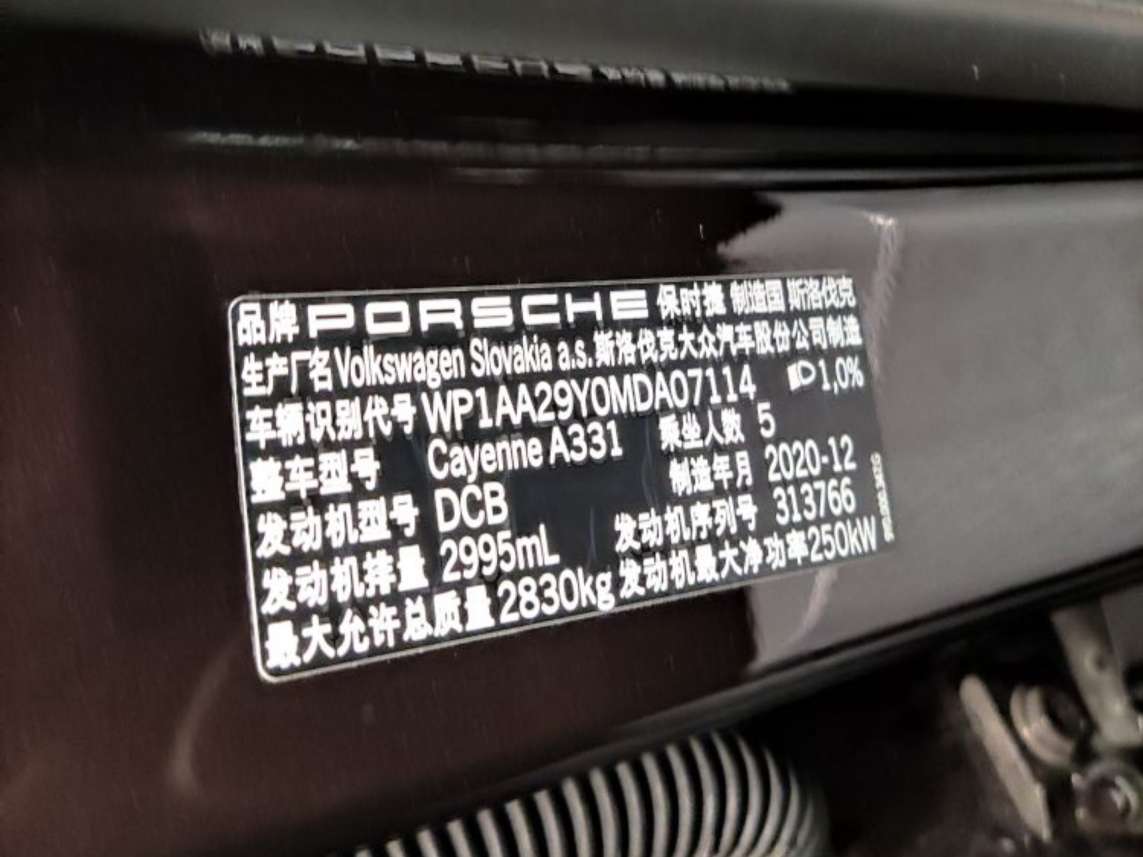 品牌 PORSCHE 保时捷 制造国 斯洛伐克
生产厂名 Volkswagen Slovakia a.s. 斯洛伐克大众汽车股份公司制造
车辆识别代号 WP1AA29Y0MDA07114 1,0%
整车型号 Cayenne A331 乘坐人数 5
发动机型号 DCB 制造年月 2020-12
发动机排量 2995mL 发动机序列号 313766
最大允许总质量 2830kg 发动机最大净功率 250kW